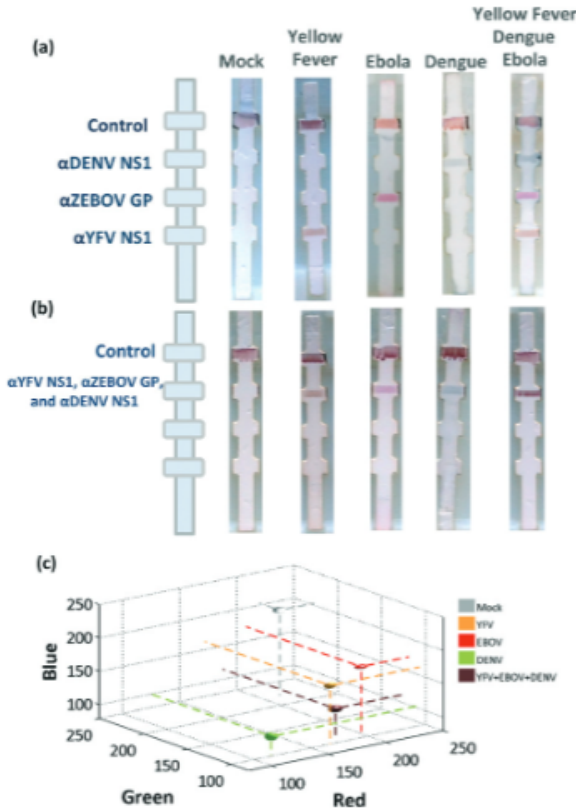 (a)
Mock
Yellow
Fever
Ebola
Dengue
Yellow Fever
Dengue
Ebola
Control
αDENV NS1
αZEBOV GP
αYFV NS1
(b)
Control
αYFV NS1, αZEBOV GP,
and αDENV NS1
(c)
Blue
250
200
150
100
250
200
150
100
Green
100
150
200
250
Red
Mock
YFV
EBOV
DENV
YFV+EBOV+DENV